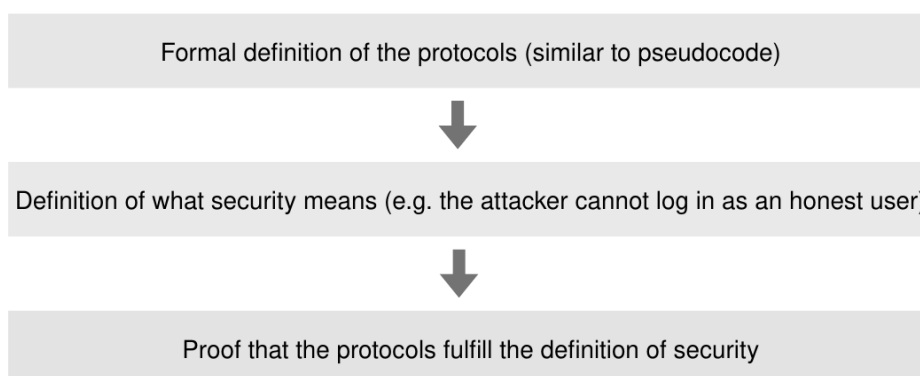 Formal definition of the protocols (similar to pseudocode)
Definition of what security means (e.g. the attacker cannot log in as an honest user)
Proof that the protocols fulfill the definition of security